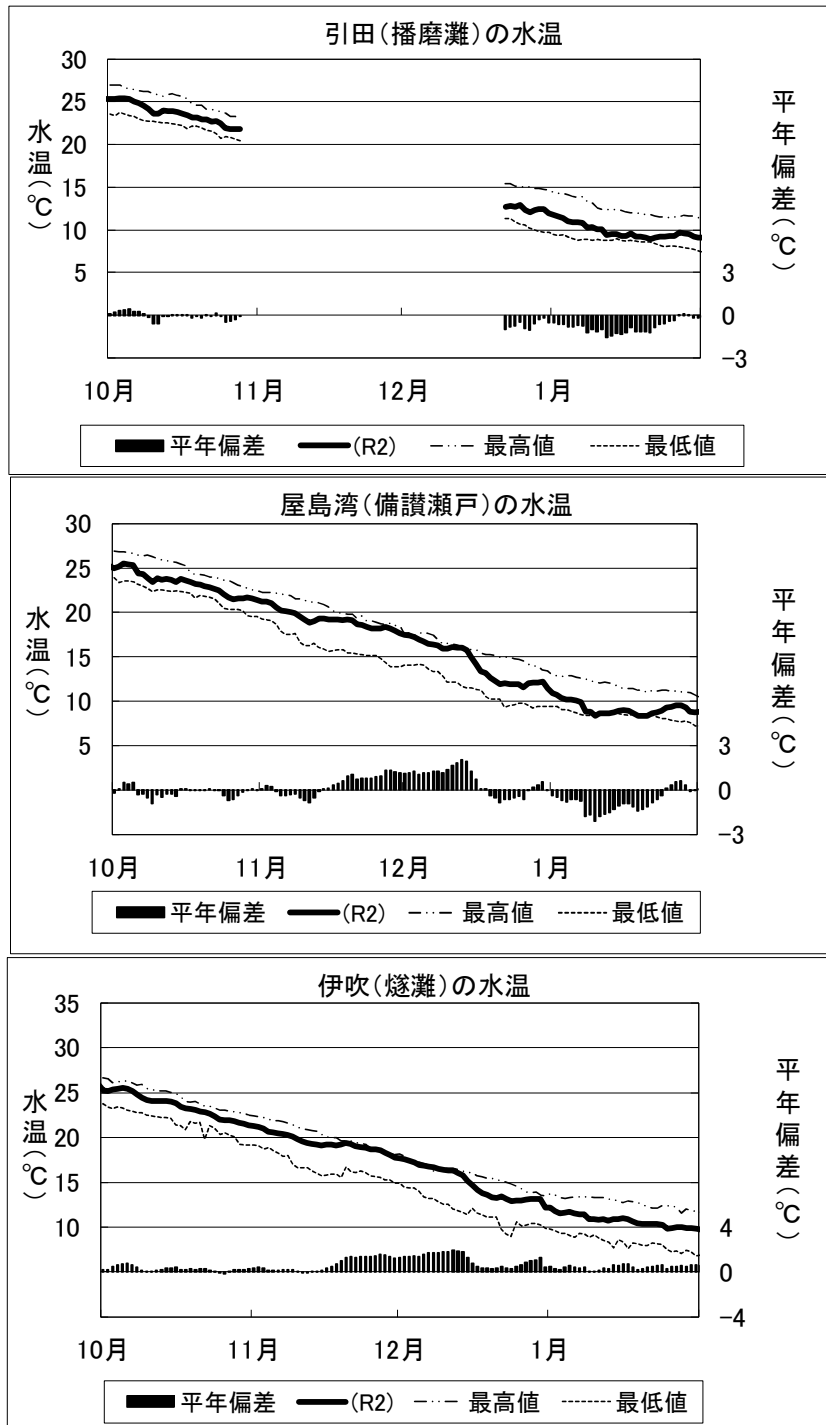 引田(播磨灘)の水温
30
25
20
15
10
5
水温(℃)
平年偏差(℃)
3
0
−3
10月 11月 12月 1月
平年偏差 (R2) 最高値 最低値
屋島湾(備讃瀬戸)の水温
30
25
20
15
10
5
水温(℃)
平年偏差(℃)
3
0
−3
10月 11月 12月 1月
平年偏差 (R2) 最高値 最低値
伊吹(燧灘)の水温
35
30
25
20
15
10
水温(℃)
平年偏差(℃)
4
0
−4
10月 11月 12月 1月
平年偏差 (R2) 最高値 最低値